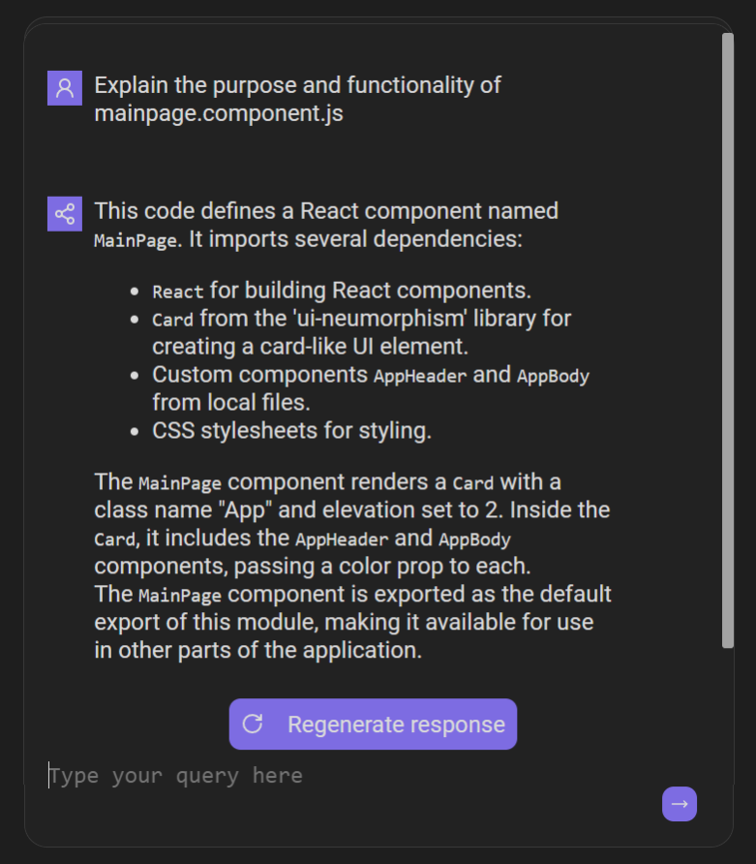 Explain the purpose and functionality of
mainpage.component.js
This code defines a React component named
MainPage. It imports several dependencies:
• React for building React components.
• Card from the 'ui-neumorphism' library for
creating a card-like UI element.
• Custom components AppHeader and AppBody
from local files.
• CSS stylesheets for styling.
The MainPage component renders a Card with a
class name "App" and elevation set to 2. Inside the
Card, it includes the AppHeader and AppBody
components, passing a color prop to each.
The MainPage component is exported as the default
export of this module, making it available for use
in other parts of the application.
Regenerate response
Type your query here